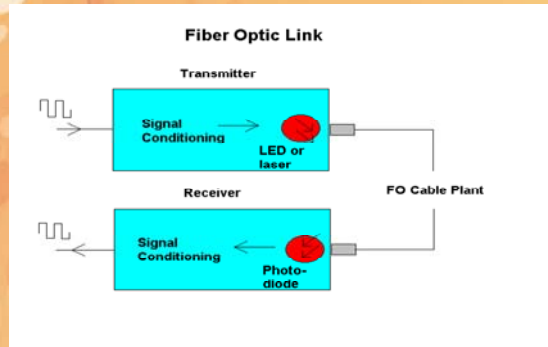 Fiber Optic Link
Transmitter
Signal
Conditioning
LED or
laser
FO Cable Plant
Receiver
Signal
Conditioning
Photo-
diode